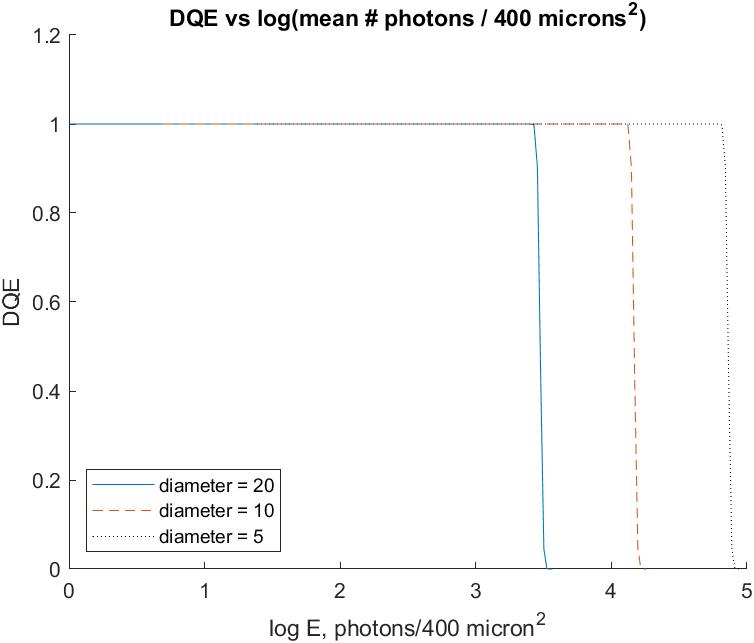 DQE vs log(mean # photons / 400 microns²)
1.2
1
0.8
0.6
0.4
0.2
0
DQE
diameter = 20
diameter = 10
diameter = 5
0 1 2 3 4 5
log E, photons/400 micron²